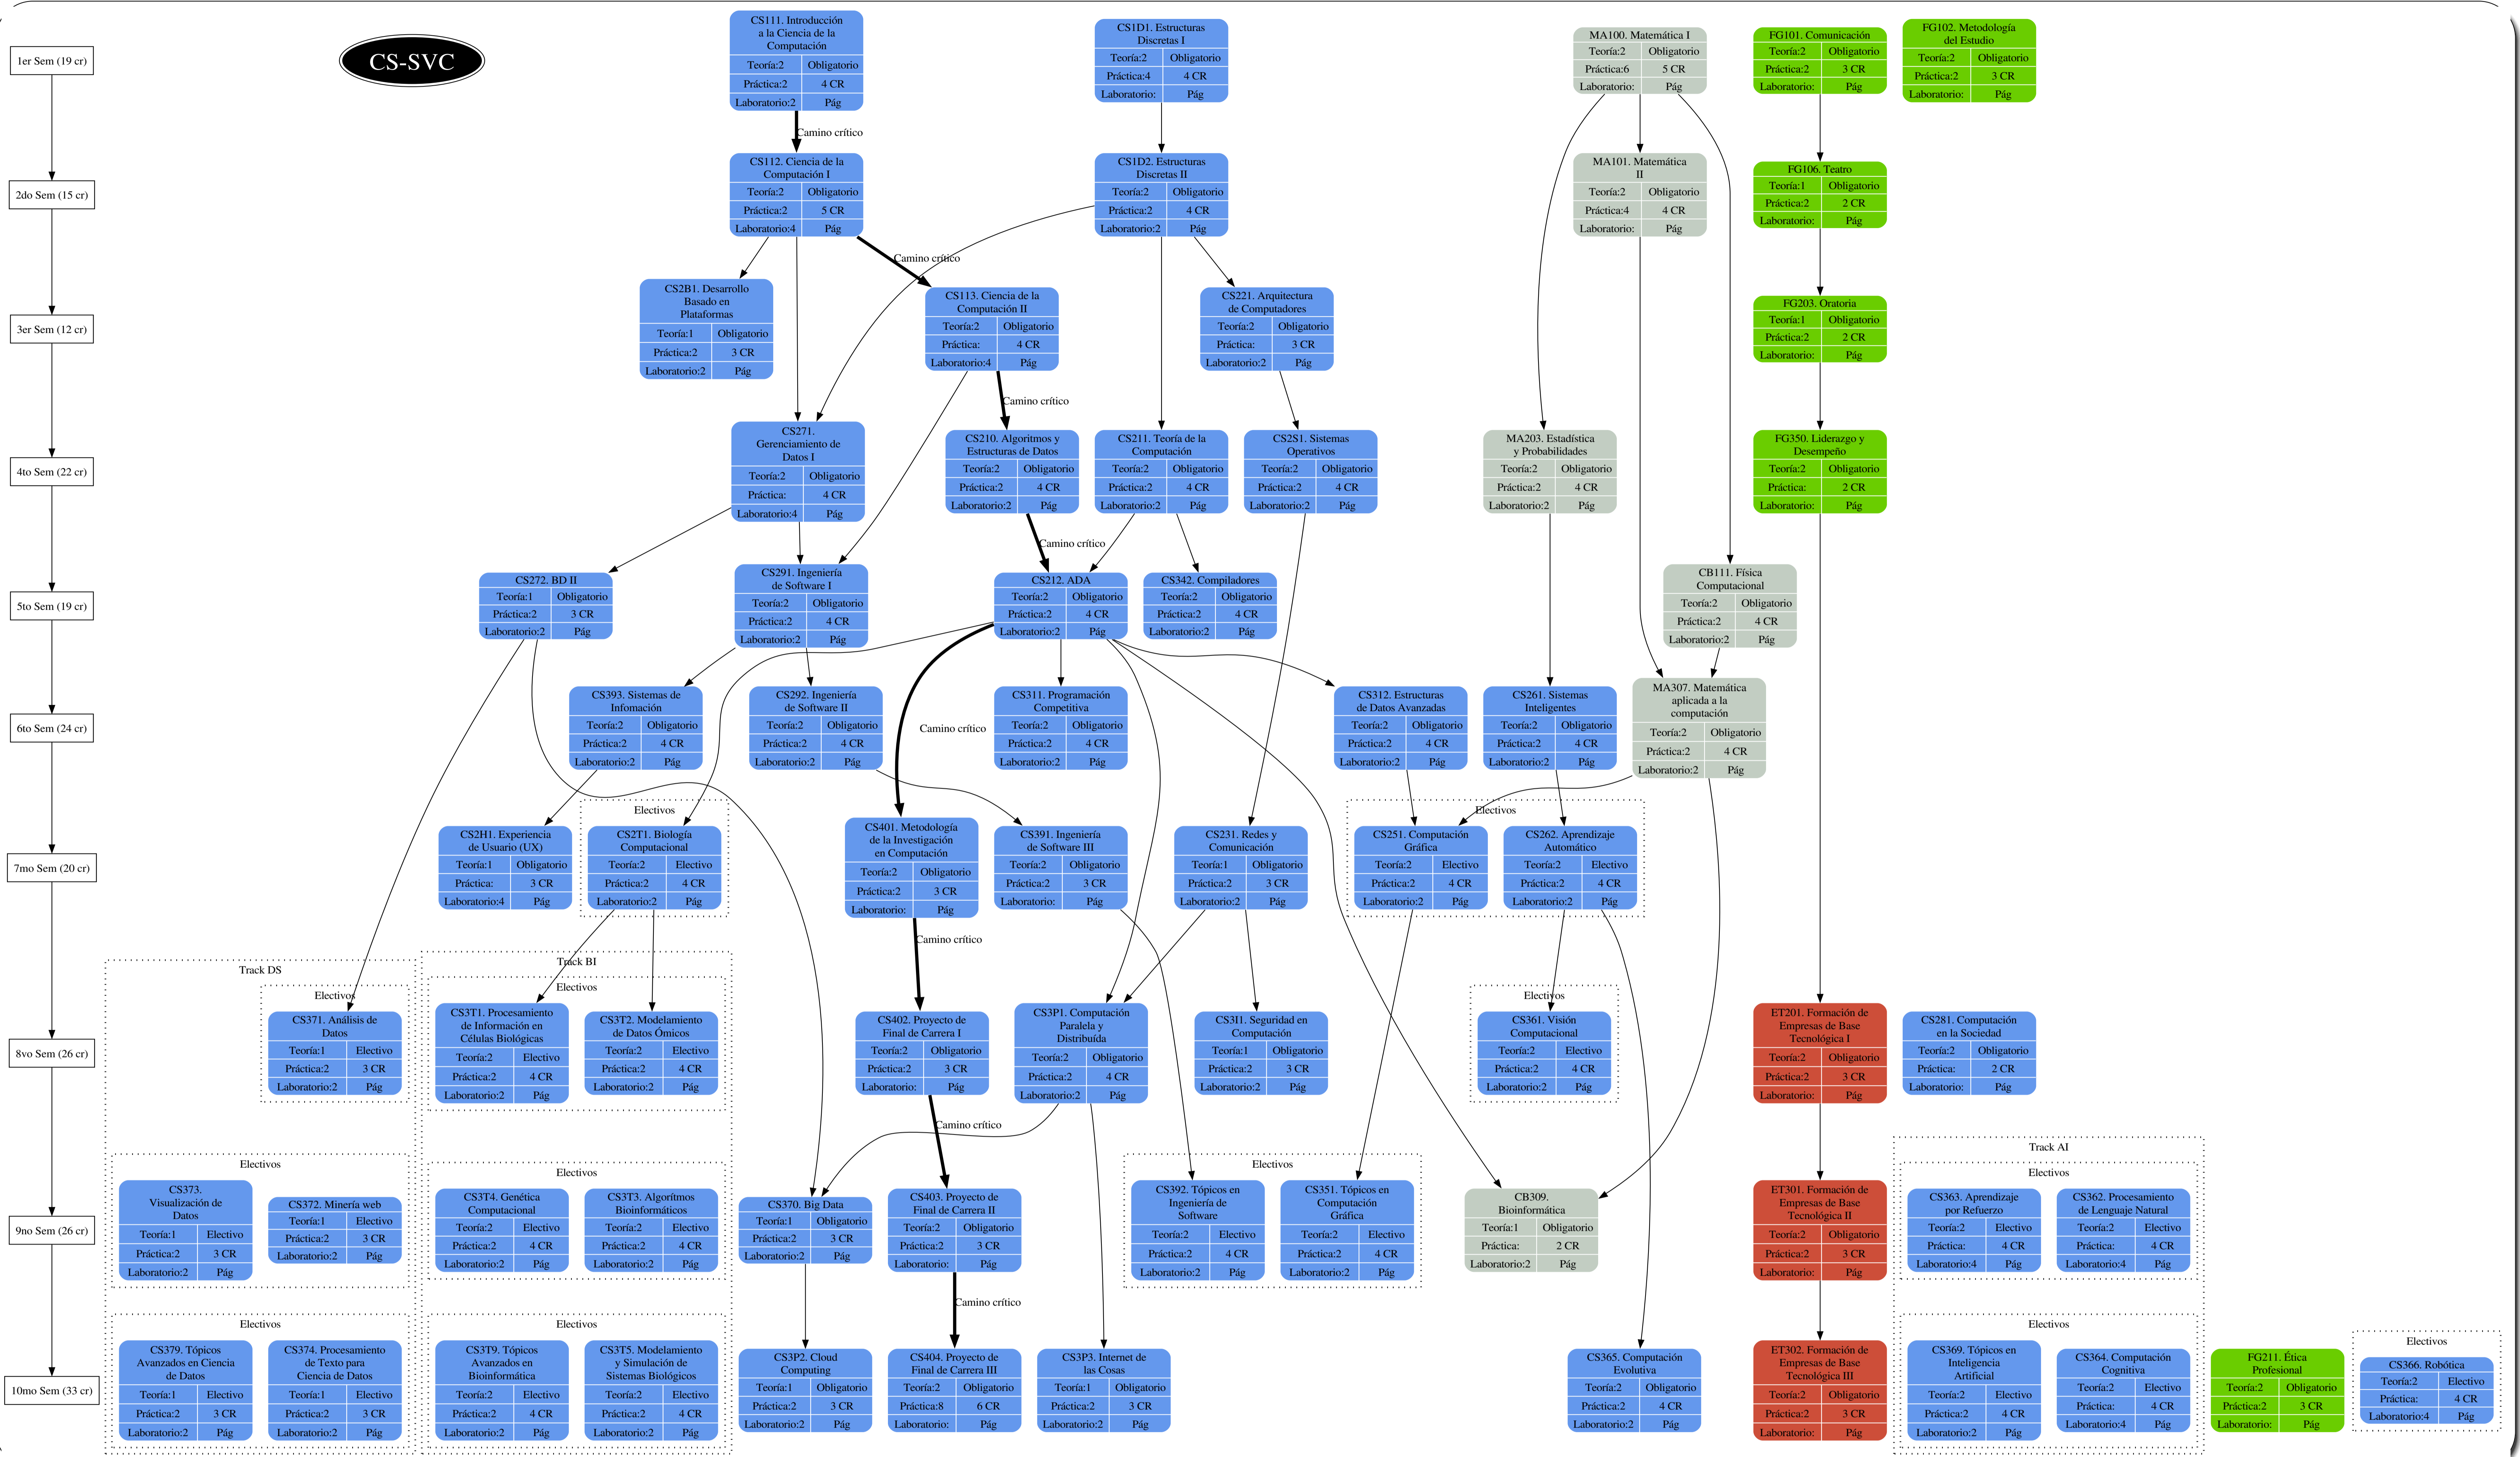 CS-SVC
1er Sem (19 cr)
CS111. Introducción
a la Ciencia de la
Computación
Teoría:2 Obligatorio
Práctica:2 4 CR
Laboratorio:2 Pág
CS1D1. Estructuras
Discretas I
Teoría:2 Obligatorio
Práctica:4 4 CR
Laboratorio: Pág
MA100. Matemática I
Teoría:2 Obligatorio
Práctica:6 5 CR
Laboratorio: Pág
FG101. Comunicación
Teoría:2 Obligatorio
Práctica:2 3 CR
Laboratorio: Pág
FG102. Metodología
del Estudio
Teoría:2 Obligatorio
Práctica:2 3 CR
Laboratorio: Pág
Camino crítico
2do Sem (15 cr)
CS112. Ciencia de la
Computación I
Teoría:2 Obligatorio
Práctica:2 5 CR
Laboratorio:4 Pág
CS1D2. Estructuras
Discretas II
Teoría:2 Obligatorio
Práctica:2 4 CR
Laboratorio:2 Pág
MA101. Matemática
II
Teoría:2 Obligatorio
Práctica:4 4 CR
Laboratorio: Pág
FG106. Teatro
Teoría:1 Obligatorio
Práctica:2 2 CR
Laboratorio: Pág
Camino crítico
3er Sem (12 cr)
CS2B1. Desarrollo
Basado en
Plataformas
Teoría:1 Obligatorio
Práctica:2 3 CR
Laboratorio:2 Pág
CS113. Ciencia de la
Computación II
Teoría:2 Obligatorio
Práctica: 4 CR
Laboratorio:4 Pág
CS221. Arquitectura
de Computadores
Teoría:2 Obligatorio
Práctica: 3 CR
Laboratorio:2 Pág
FG203. Oratoria
Teoría:1 Obligatorio
Práctica:2 2 CR
Laboratorio: Pág
Camino crítico
4to Sem (22 cr)
CS271.
Gerenciamiento de
Datos I
Teoría:2 Obligatorio
Práctica: 4 CR
Laboratorio:4 Pág
CS210. Algoritmos y
Estructuras de Datos
Teoría:2 Obligatorio
Práctica:2 4 CR
Laboratorio:2 Pág
CS211. Teoría de la
Computación
Teoría:2 Obligatorio
Práctica:2 4 CR
Laboratorio:2 Pág
CS2S1. Sistemas
Operativos
Teoría:2 Obligatorio
Práctica:2 4 CR
Laboratorio:2 Pág
MA203. Estadística
y Probabilidades
Teoría:2 Obligatorio
Práctica:2 4 CR
Laboratorio:2 Pág
FG350. Liderazgo y
Desempeño
Teoría:2 Obligatorio
Práctica: 2 CR
Laboratorio: Pág
Camino crítico
5to Sem (19 cr)
CS272. BD II
Teoría:1 Obligatorio
Práctica:2 3 CR
Laboratorio:2 Pág
CS291. Ingeniería
de Software I
Teoría:2 Obligatorio
Práctica:2 4 CR
Laboratorio:2 Pág
CS212. ADA
Teoría:2 Obligatorio
Práctica:2 4 CR
Laboratorio:2 Pág
CS342. Compiladores
Teoría:2 Obligatorio
Práctica:2 4 CR
Laboratorio:2 Pág
CB111. Física
Computacional
Teoría:2 Obligatorio
Práctica:2 4 CR
Laboratorio:2 Pág
6to Sem (24 cr)
CS393. Sistemas de
Infomación
Teoría:2 Obligatorio
Práctica:2 4 CR
Laboratorio:2 Pág
CS292. Ingeniería
de Software II
Teoría:2 Obligatorio
Práctica:2 4 CR
Laboratorio:2 Pág
Camino crítico
CS311. Programación
Competitiva
Teoría:2 Obligatorio
Práctica:2 4 CR
Laboratorio:2 Pág
CS312. Estructuras
de Datos Avanzadas
Teoría:2 Obligatorio
Práctica:2 4 CR
Laboratorio:2 Pág
CS261. Sistemas
Inteligentes
Teoría:2 Obligatorio
Práctica:2 4 CR
Laboratorio:2 Pág
MA307. Matemática
aplicada a la
computación
Teoría:2 Obligatorio
Práctica:2 4 CR
Laboratorio:2 Pág
7mo Sem (20 cr)
CS2H1. Experiencia
de Usuario (UX)
Teoría:1 Obligatorio
Práctica: 3 CR
Laboratorio:4 Pág
Electivos
CS2T1. Biología
Computacional
Teoría:2 Electivo
Práctica:2 4 CR
Laboratorio:2 Pág
CS401. Metodología
de la Investigación
en Computación
Teoría:2 Obligatorio
Práctica:2 3 CR
Laboratorio: Pág
CS391. Ingeniería
de Software III
Teoría:2 Obligatorio
Práctica:2 3 CR
Laboratorio: Pág
CS231. Redes y
Comunicación
Teoría:1 Obligatorio
Práctica:2 3 CR
Laboratorio:2 Pág
Electivos
CS251. Computación
Gráfica
Teoría:2 Electivo
Práctica:2 4 CR
Laboratorio:2 Pág
CS262. Aprendizaje
Automático
Teoría:2 Electivo
Práctica:2 4 CR
Laboratorio:2 Pág
Camino crítico
8vo Sem (26 cr)
Track DS
Electivos
CS371. Análisis de
Datos
Teoría:1 Electivo
Práctica:2 3 CR
Laboratorio:2 Pág
Track BI
Electivos
CS3T1. Procesamiento
de Información en
Células Biológicas
Teoría:2 Electivo
Práctica:2 4 CR
Laboratorio:2 Pág
CS3T2. Modelamiento
de Datos Ómicos
Teoría:2 Electivo
Práctica:2 4 CR
Laboratorio:2 Pág
CS402. Proyecto de
Final de Carrera I
Teoría:2 Obligatorio
Práctica:2 3 CR
Laboratorio: Pág
CS3P1. Computación
Paralela y
Distribuída
Teoría:2 Obligatorio
Práctica:2 4 CR
Laboratorio:2 Pág
CS3I1. Seguridad en
Computación
Teoría:1 Obligatorio
Práctica:2 3 CR
Laboratorio:2 Pág
Electivos
CS361. Visión
Computacional
Teoría:2 Electivo
Práctica:2 4 CR
Laboratorio:2 Pág
ET201. Formación de
Empresas de Base
Tecnológica I
Teoría:2 Obligatorio
Práctica:2 3 CR
Laboratorio: Pág
CS281. Computación
en la Sociedad
Teoría:2 Obligatorio
Práctica: 2 CR
Laboratorio: Pág
Camino crítico
9no Sem (26 cr)
Electivos
CS373.
Visualización de
Datos
Teoría:1 Electivo
Práctica:2 3 CR
Laboratorio:2 Pág
CS372. Minería web
Teoría:1 Electivo
Práctica:2 3 CR
Laboratorio:2 Pág
Electivos
CS3T4. Genética
Computacional
Teoría:2 Electivo
Práctica:2 4 CR
Laboratorio:2 Pág
CS3T3. Algorítmos
Bioinformáticos
Teoría:2 Electivo
Práctica:2 4 CR
Laboratorio:2 Pág
CS370. Big Data
Teoría:1 Obligatorio
Práctica:2 3 CR
Laboratorio:2 Pág
CS403. Proyecto de
Final de Carrera II
Teoría:2 Obligatorio
Práctica:2 3 CR
Laboratorio: Pág
Electivos
CS392. Tópicos en
Ingeniería de
Software
Teoría:2 Electivo
Práctica:2 4 CR
Laboratorio:2 Pág
CS351. Tópicos en
Computación
Gráfica
Teoría:2 Electivo
Práctica:2 4 CR
Laboratorio:2 Pág
CB309.
Bioinformática
Teoría:1 Obligatorio
Práctica: 2 CR
Laboratorio:2 Pág
ET301. Formación de
Empresas de Base
Tecnológica II
Teoría:2 Obligatorio
Práctica:2 3 CR
Laboratorio: Pág
Track AI
Electivos
CS363. Aprendizaje
por Refuerzo
Teoría:2 Electivo
Práctica: 4 CR
Laboratorio:4 Pág
CS362. Procesamiento
de Lenguaje Natural
Teoría:2 Electivo
Práctica: 4 CR
Laboratorio:4 Pág
Camino crítico
10mo Sem (33 cr)
Electivos
CS379. Tópicos
Avanzados en Ciencia
de Datos
Teoría:1 Electivo
Práctica:2 3 CR
Laboratorio:2 Pág
CS374. Procesamiento
de Texto para
Ciencia de Datos
Teoría:1 Electivo
Práctica:2 3 CR
Laboratorio:2 Pág
Electivos
CS3T9. Tópicos
Avanzados en
Bioinformática
Teoría:2 Electivo
Práctica:2 4 CR
Laboratorio:2 Pág
CS3T5. Modelamiento
y Simulación de
Sistemas Biológicos
Teoría:2 Electivo
Práctica:2 4 CR
Laboratorio:2 Pág
CS3P2. Cloud
Computing
Teoría:1 Obligatorio
Práctica:2 3 CR
Laboratorio:2 Pág
CS404. Proyecto de
Final de Carrera III
Teoría:2 Obligatorio
Práctica:8 6 CR
Laboratorio: Pág
CS3P3. Internet de
las Cosas
Teoría:1 Obligatorio
Práctica:2 3 CR
Laboratorio:2 Pág
CS365. Computación
Evolutiva
Teoría:2 Obligatorio
Práctica:2 4 CR
Laboratorio:2 Pág
ET302. Formación de
Empresas de Base
Tecnológica III
Teoría:2 Obligatorio
Práctica:2 3 CR
Laboratorio: Pág
Electivos
CS369. Tópicos en
Inteligencia
Artificial
Teoría:2 Electivo
Práctica:2 4 CR
Laboratorio:2 Pág
CS364. Computación
Cognitiva
Teoría:2 Electivo
Práctica: 4 CR
Laboratorio:4 Pág
FG211. Ética
Profesional
Teoría:2 Obligatorio
Práctica:2 3 CR
Laboratorio: Pág
Electivos
CS366. Robótica
Teoría:2 Electivo
Práctica: 4 CR
Laboratorio:4 Pág